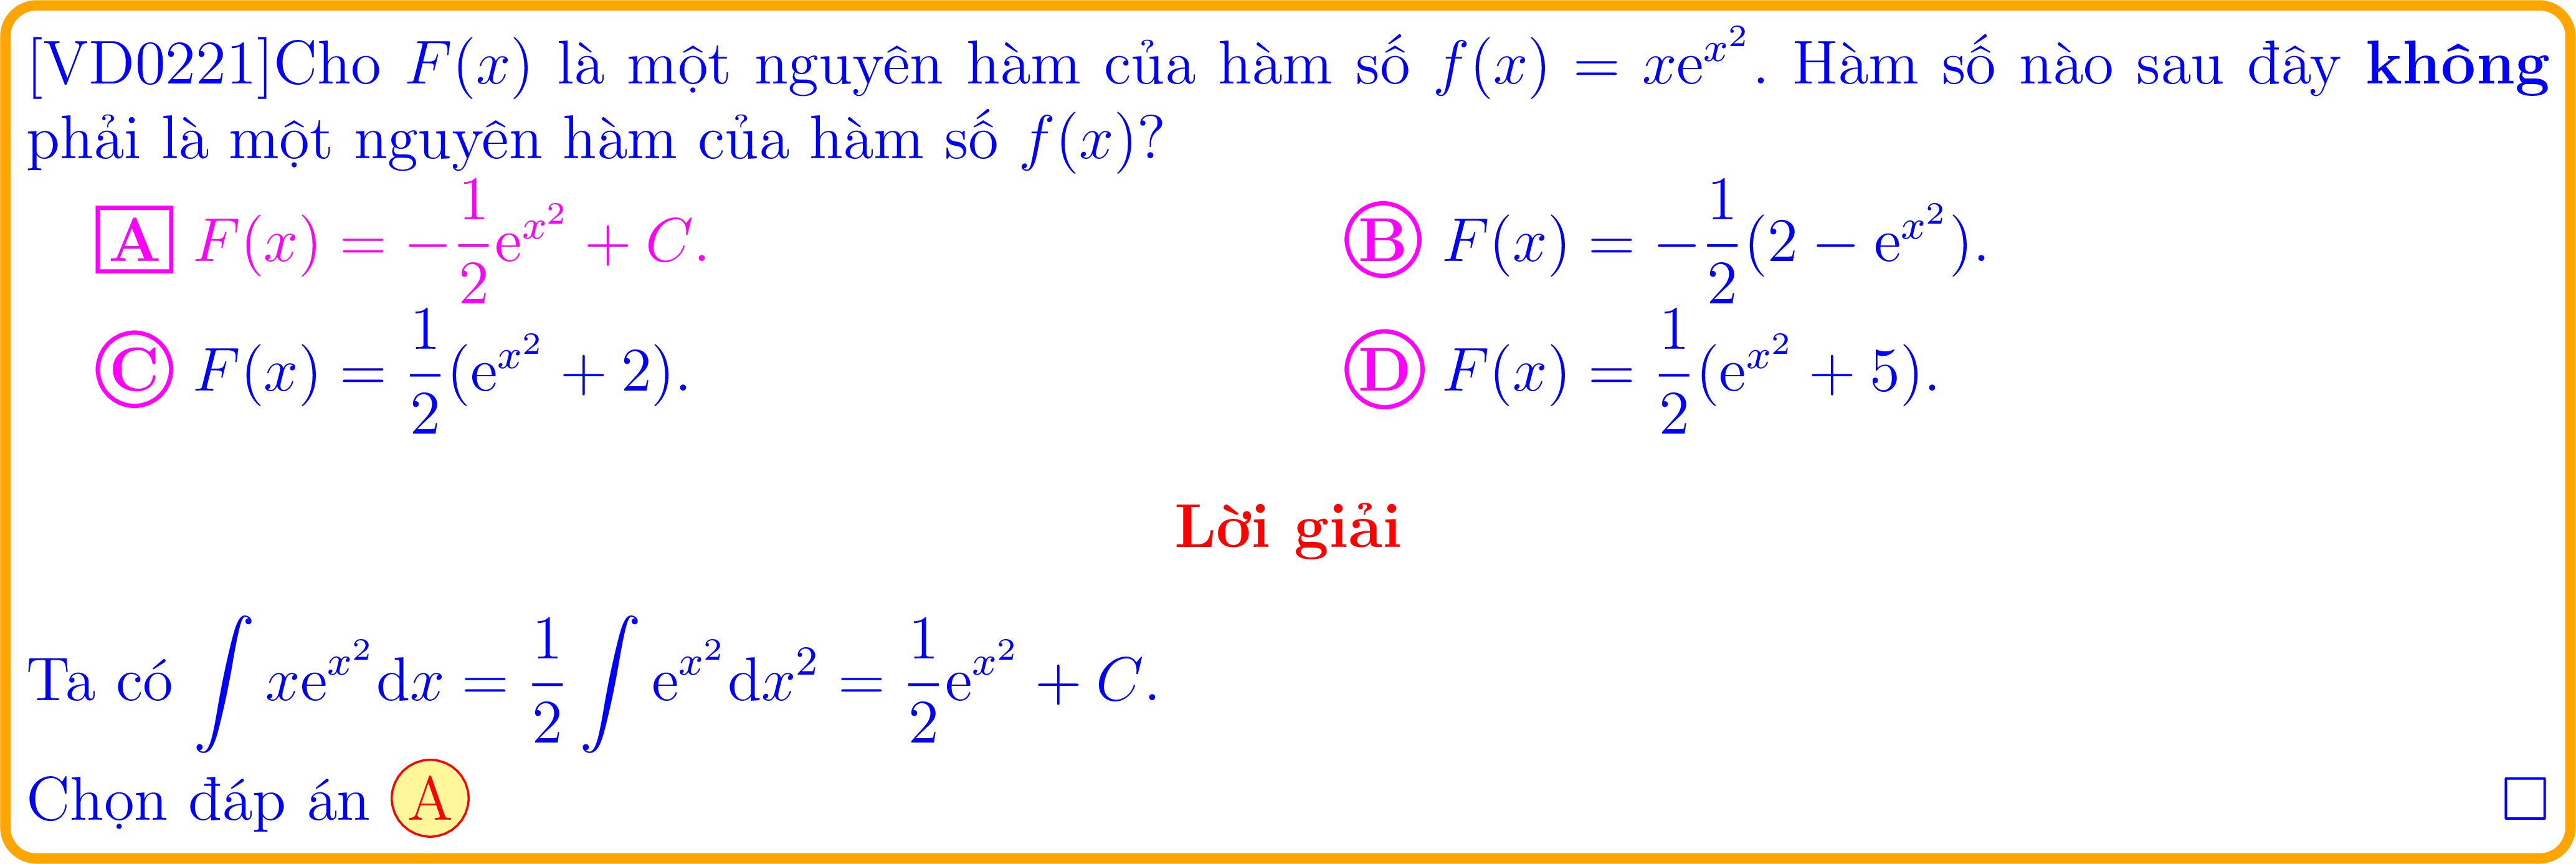 [VD0221]Cho F(x) là một nguyên hàm của hàm số f(x) = xe^{x^2}. Hàm số nào sau đây không
phải là một nguyên hàm của hàm số f(x)?
A F(x) = −\frac{1}{2}e^{x^2} + C. B F(x) = −\frac{1}{2}(2 − e^{x^2}).
C F(x) = \frac{1}{2}(e^{x^2} + 2). D F(x) = \frac{1}{2}(e^{x^2} + 5).
Lời giải
Ta có ∫ xe^{x^2}dx = \frac{1}{2} ∫ e^{x^2}dx^2 = \frac{1}{2}e^{x^2} + C.
Chọn đáp án A □